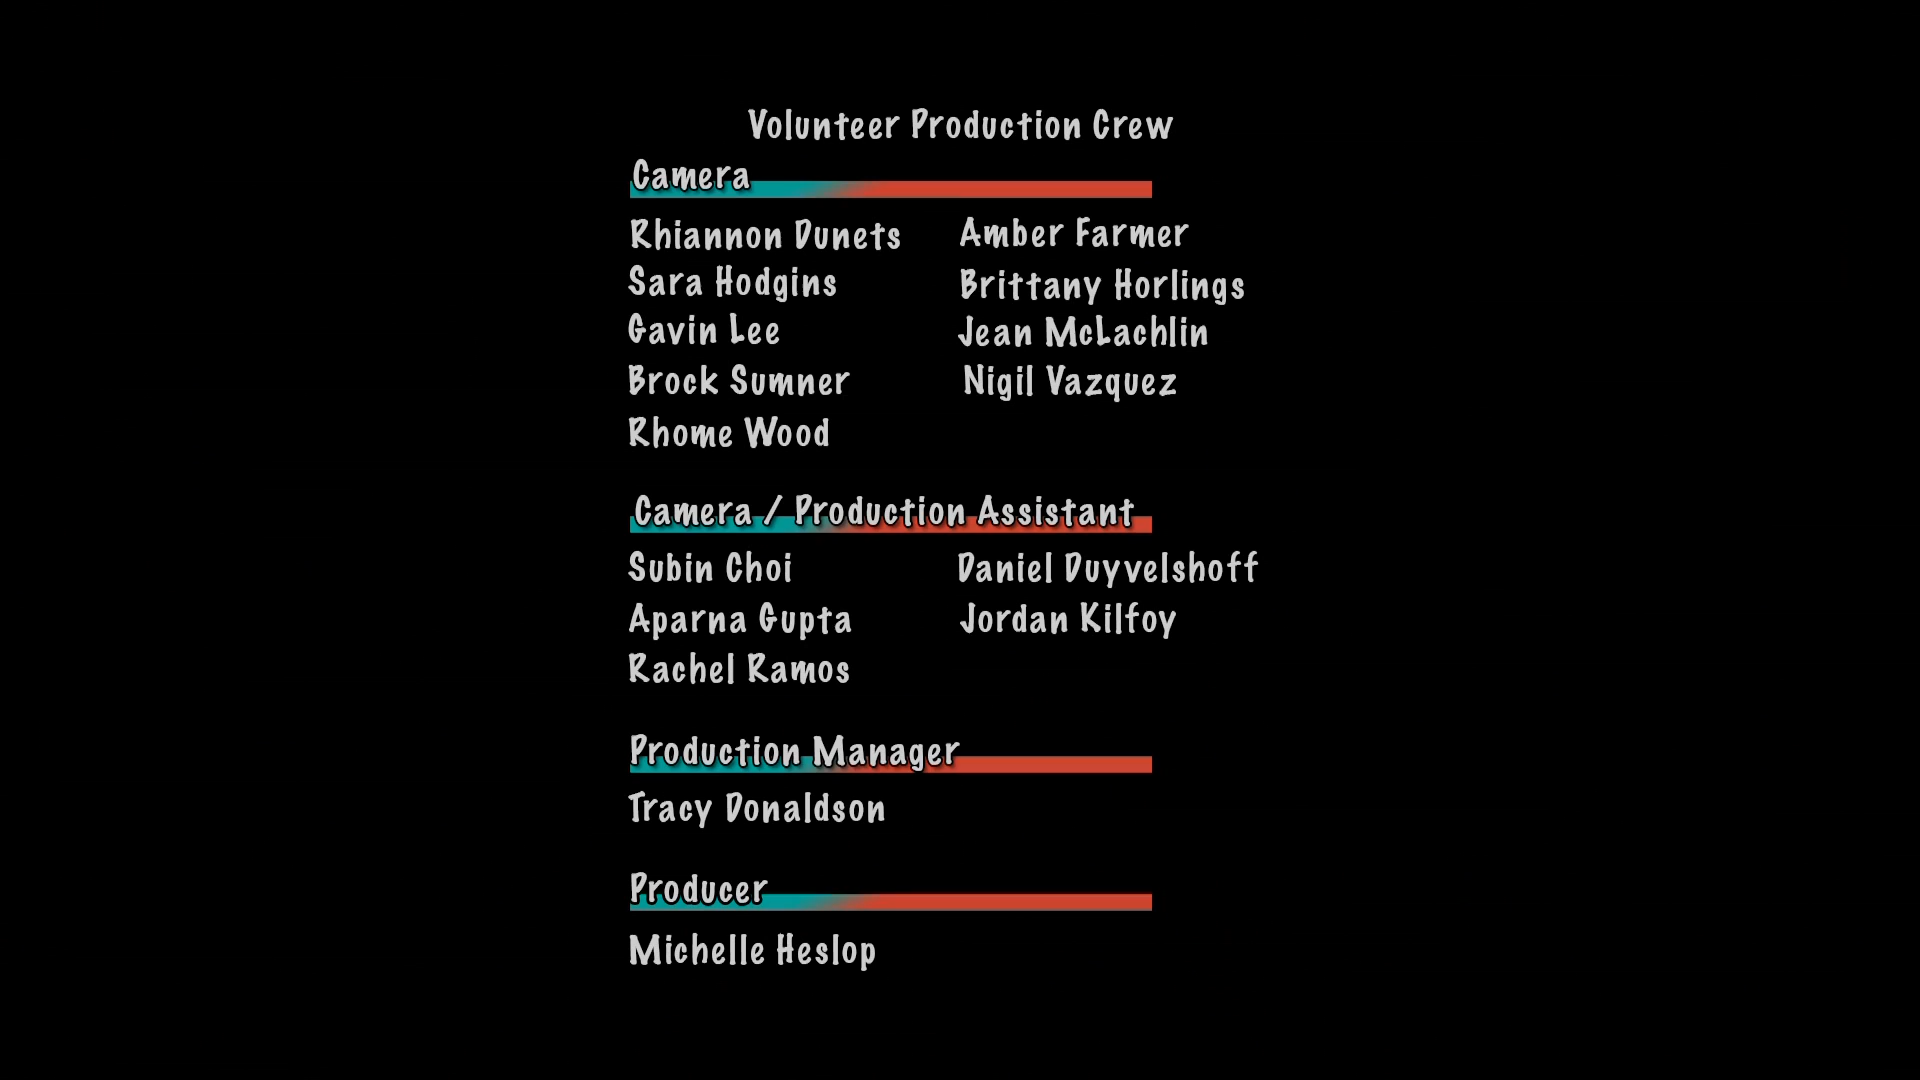 Volunteer Production Crew
Camera
Rhiannon Dunets Amber Farmer
Sara Hodgins Brittany Horlings
Gavin Lee Jean McLachlin
Brock Sumner Nigil Vazquez
Rhome Wood
Camera / Production Assistant
Subin Choi Daniel Duyvelshoff
Aparna Gupta Jordan Kilfoy
Rachel Ramos
Production Manager
Tracy Donaldson
Producer
Michelle Heslop